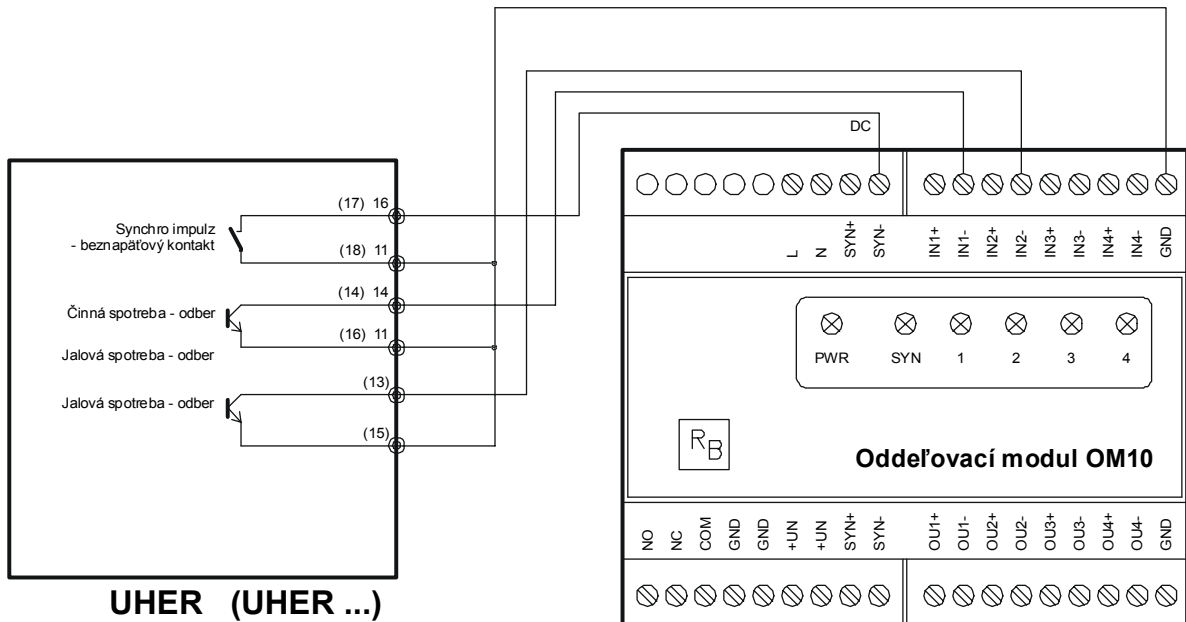 DC
(17) 16
Synchro impulz
- beznapäťový kontakt
(18) 11
(14) 14
Činná spotreba - odber
(16) 11
Jalová spotreba - odber
(13)
Jalová spotreba - odber
(15)
UHER (UHER ...)
L N SYN+ SYN- IN1+ IN1- IN2+ IN2- IN3+ IN3- IN4+ IN4- GND
PWR SYN 1 2 3 4
RB
Oddeľovací modul OM10
NO NC COM GND GND +UN +UN SYN+ SYN- OU1+ OU1- OU2+ OU2- OU3+ OU3- OU4+ OU4- GND